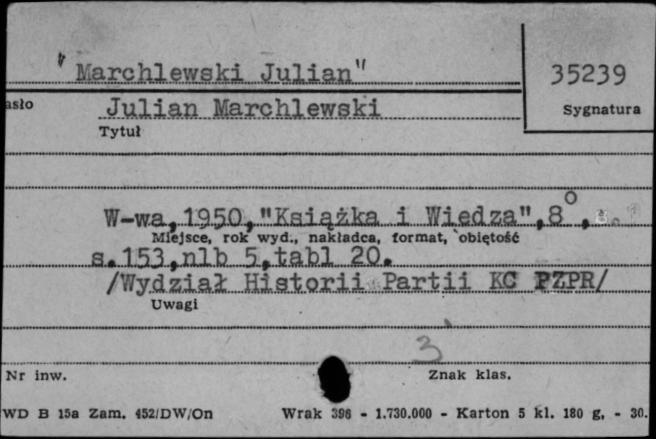 "Marchlewski Julian"
35239
asło
Julian Marchlewski
Sygnatura
Tytuł
W-wa,1950,"Książka i Wiedza",8°,
Miejsce, rok wyd., nakładca, format, objętość
s.153,nlb 5,tabl 20.
/Wydział Historii Partii KC PZPR/
Uwagi
3
Nr inw.
Znak klas.
WD B 15a Zam. 452/DW/On
Wrak 396 - 1.730.000 - Karton 5 kl. 180 g, - 30.